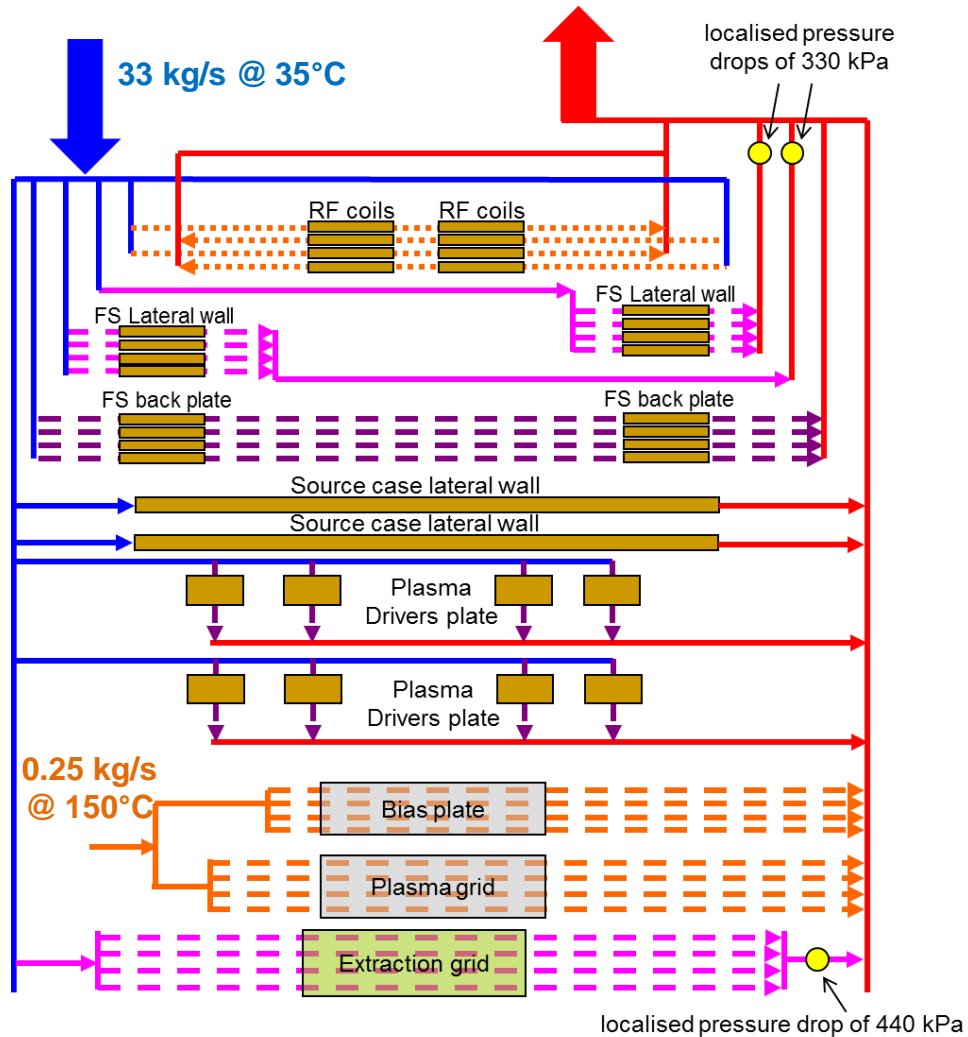 localised pressure
drops of 330 kPa
33 kg/s @ 35°C
RF coils
RF coils
FS Lateral wall
FS Lateral wall
FS back plate
FS back plate
Source case lateral wall
Source case lateral wall
Plasma
Drivers plate
Plasma
Drivers plate
0.25 kg/s
@ 150°C
Bias plate
Plasma grid
Extraction grid
localised pressure drop of 440 kPa